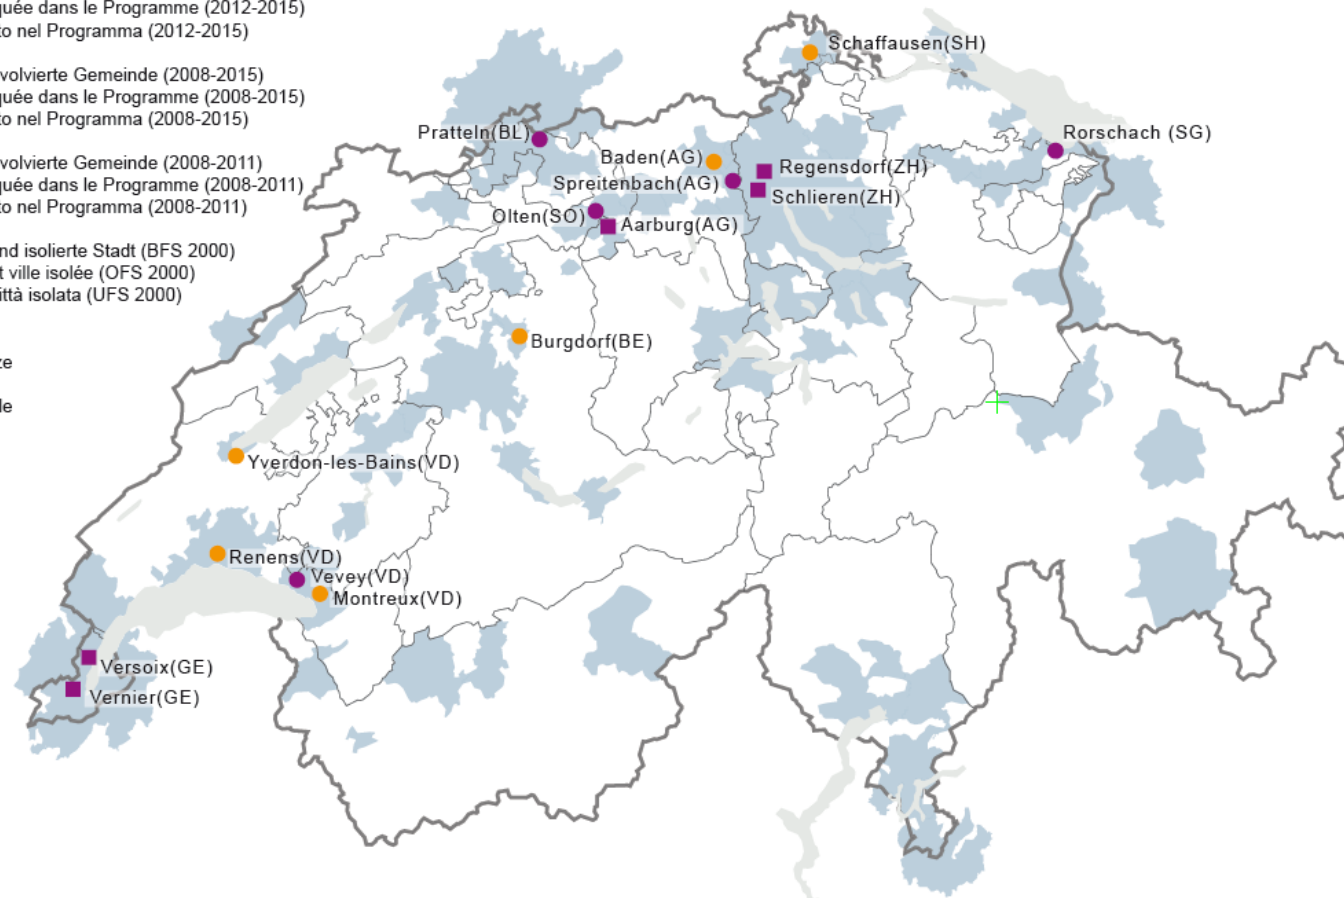 quée dans le Programme (2012-2015)
to nel Programma (2012-2015)
volvierte Gemeinde (2008-2015)
quée dans le Programme (2008-2015)
to nel Programma (2008-2015)
volvierte Gemeinde (2008-2011)
quée dans le Programme (2008-2011)
to nel Programma (2008-2011)
nd isolierte Stadt (BFS 2000)
t ville isolée (OFS 2000)
ittà isolata (UFS 2000)
ze
le
Schaffausen(SH)
Pratteln(BL)
Rorschach (SG)
Baden(AG)
Regensdorf(ZH)
Spreitenbach(AG)
Schlieren(ZH)
Olten(SO)
Aarburg(AG)
Burgdorf(BE)
Yverdon-les-Bains(VD)
Renens(VD)
Vevey(VD)
Montreux(VD)
Versoix(GE)
Vernier(GE)